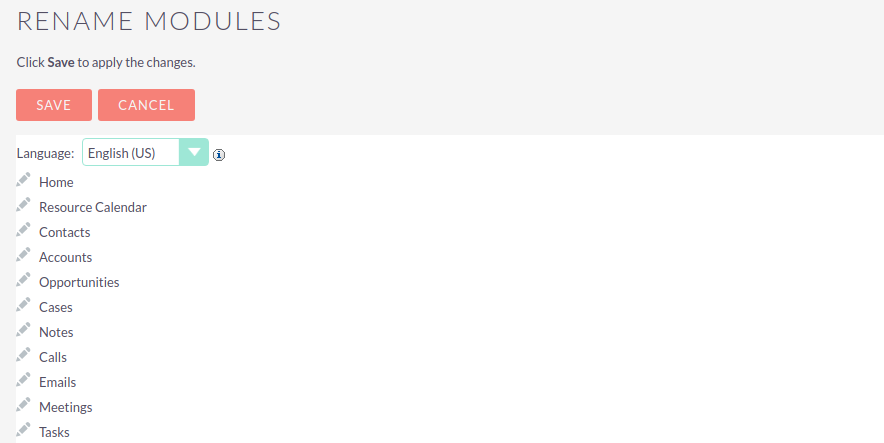 RENAME MODULES
Click Save to apply the changes.
SAVE CANCEL
Language: English (US)
Home
Resource Calendar
Contacts
Accounts
Opportunities
Cases
Notes
Calls
Emails
Meetings
Tasks